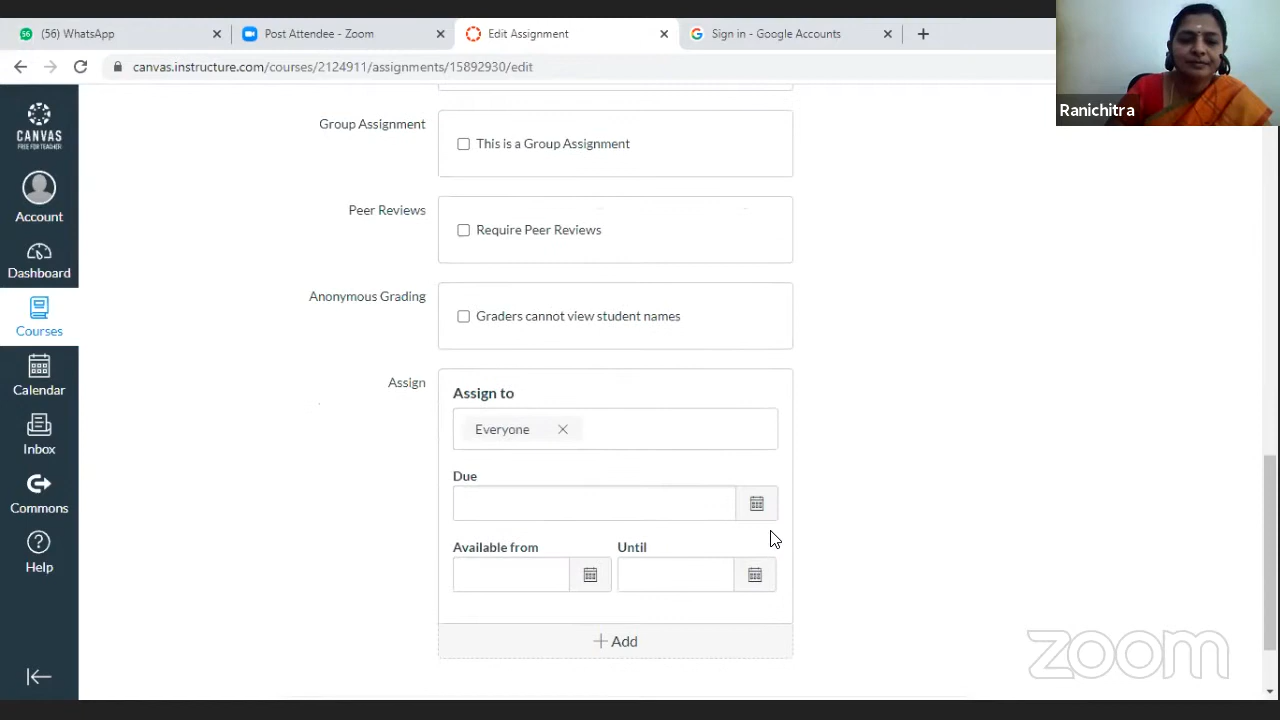 56 (56) WhatsApp
Post Attendee - Zoom
Edit Assignment
Sign in - Google Accounts
canvas.instructure.com/courses/2124911/assignments/15892930/edit
Ranichitra
CANVAS
FREE FOR TEACHER
Account
Dashboard
Courses
Calendar
Inbox
Commons
Help
Group Assignment
This is a Group Assignment
Peer Reviews
Require Peer Reviews
Anonymous Grading
Graders cannot view student names
Assign
Assign to
Everyone
Due
Available from
Until
Add
zoom